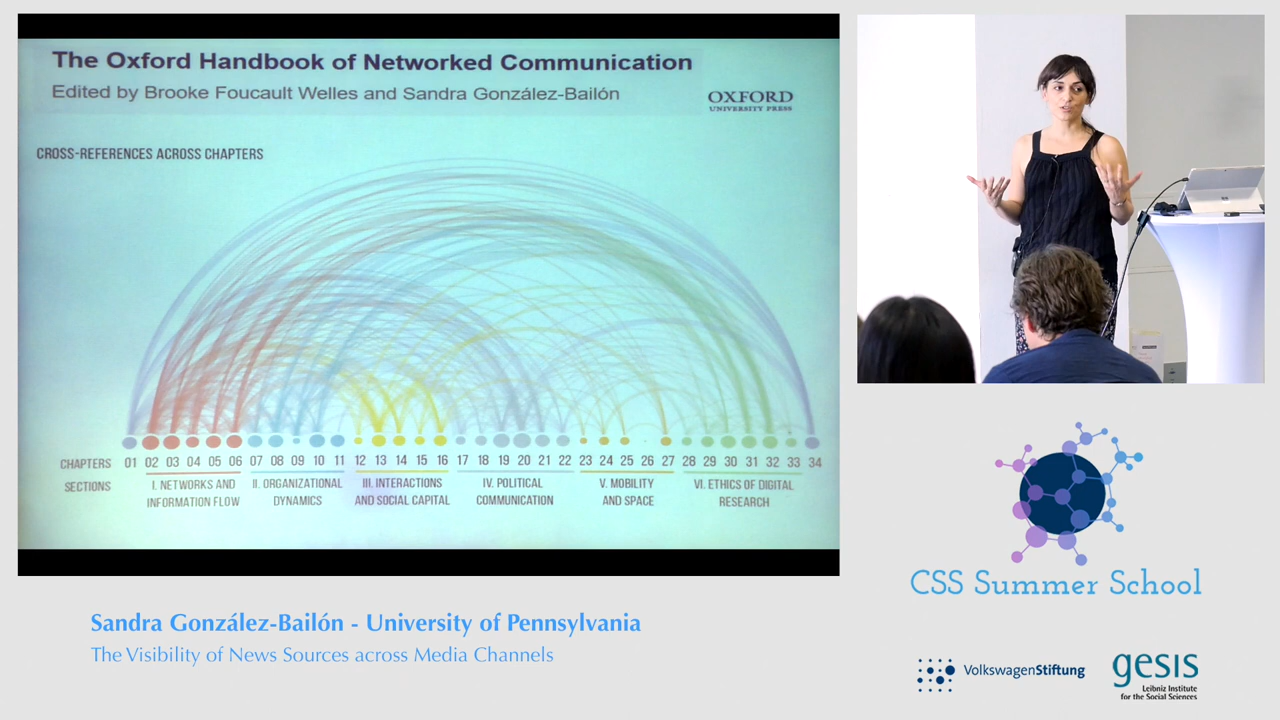 The Oxford Handbook of Networked Communication
Edited by Brooke Foucault Welles and Sandra González-Bailón
OXFORD
UNIVERSITY PRESS
CROSS-REFERENCES ACROSS CHAPTERS
CHAPTERS 01 02 03 04 05 06 07 08 09 10 11 12 13 14 15 16 17 18 19 20 21 22 23 24 25 26 27 28 29 30 31 32 33 34
SECTIONS
I. NETWORKS AND
INFORMATION FLOW
II. ORGANIZATIONAL
DYNAMICS
III. INTERACTIONS
AND SOCIAL CAPITAL
IV. POLITICAL
COMMUNICATION
V. MOBILITY
AND SPACE
VI. ETHICS OF DIGITAL
RESEARCH
Sandra González-Bailón - University of Pennsylvania
The Visibility of News Sources across Media Channels
CSS Summer School
VolkswagenStiftung
gesis
Leibniz Institute
for the Social Sciences